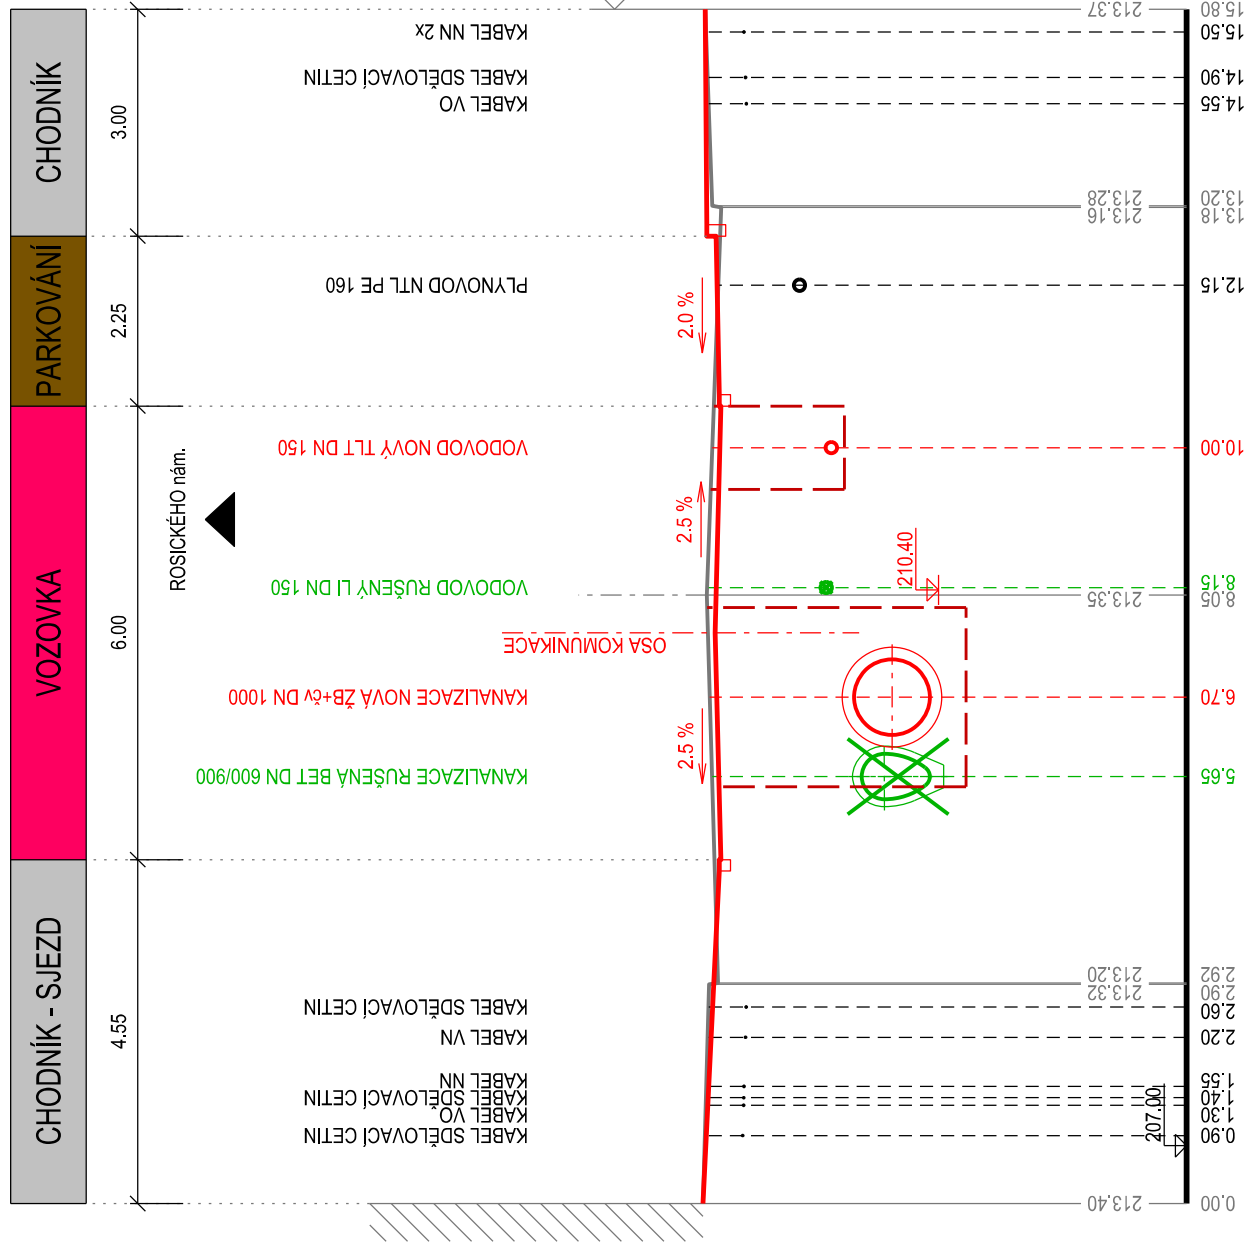 CHODNÍK
PARKOVÁNÍ
VOZOVKA
CHODNÍK - SJEZD
3.00
2.25
6.00
4.55
ROSICKÉHO nám.
KABEL NN 2x
KABEL SDĚLOVACÍ CETIN
KABEL VO
PLYNOVOD NTL PE 160
VODOVOD NOVÝ TLT DN 150
VODOVOD RUŠENÝ LI DN 150
OSA KOMUNIKACE
KANALIZACE NOVÁ ŽB+čv DN 1000
KANALIZACE RUŠENÁ BET DN 600/900
KABEL SDĚLOVACÍ CETIN
KABEL VN
KABEL NN
KABEL SDĚLOVACÍ CETIN
KABEL VO
KABEL SDĚLOVACÍ CETIN
2.0 %
2.5 %
2.5 %
210.40
207.00
213.37
213.28
213.16
213.35
213.20
213.32
213.40
15.80
15.50
14.90
14.55
13.20
13.18
12.15
10.00
8.15
8.05
6.70
5.65
2.92
2.90
2.60
2.20
1.55
1.40
1.30
0.90
0.00